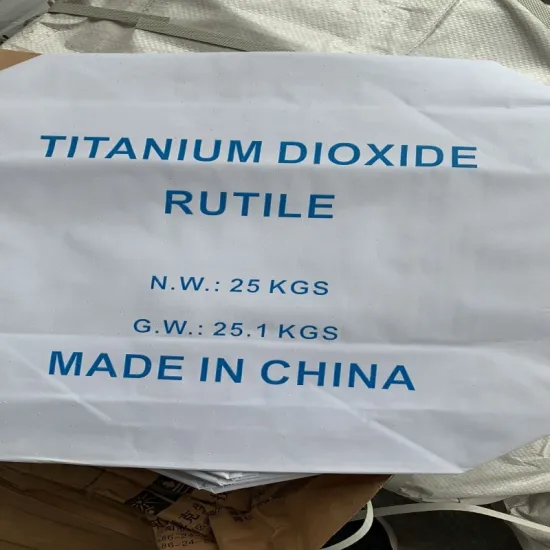 TITANIUM DIOXIDE
RUTILE
N.W.: 25 KGS
G.W.: 25.1 KGS
MADE IN CHINA